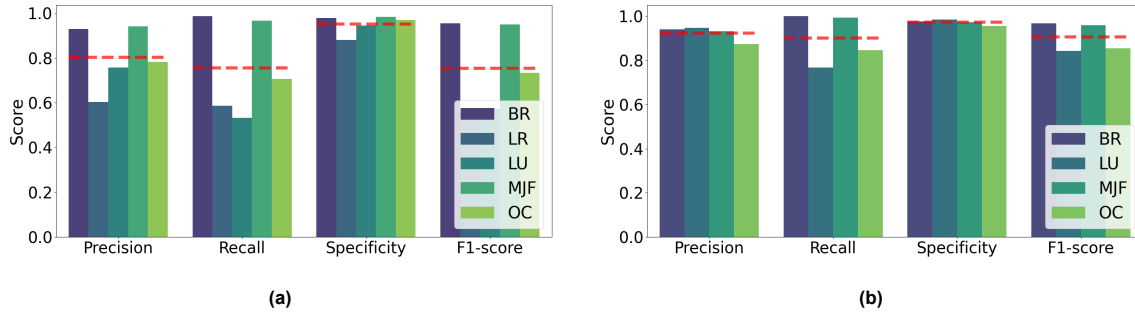 Score
1.0
0.8
0.6
0.4
0.2
0.0
Precision
Recall
Specificity
F1-score
BR
LR
LU
MJF
OC
(a)
Score
1.0
0.8
0.6
0.4
0.2
0.0
Precision
Recall
Specificity
F1-score
BR
LU
MJF
OC
(b)